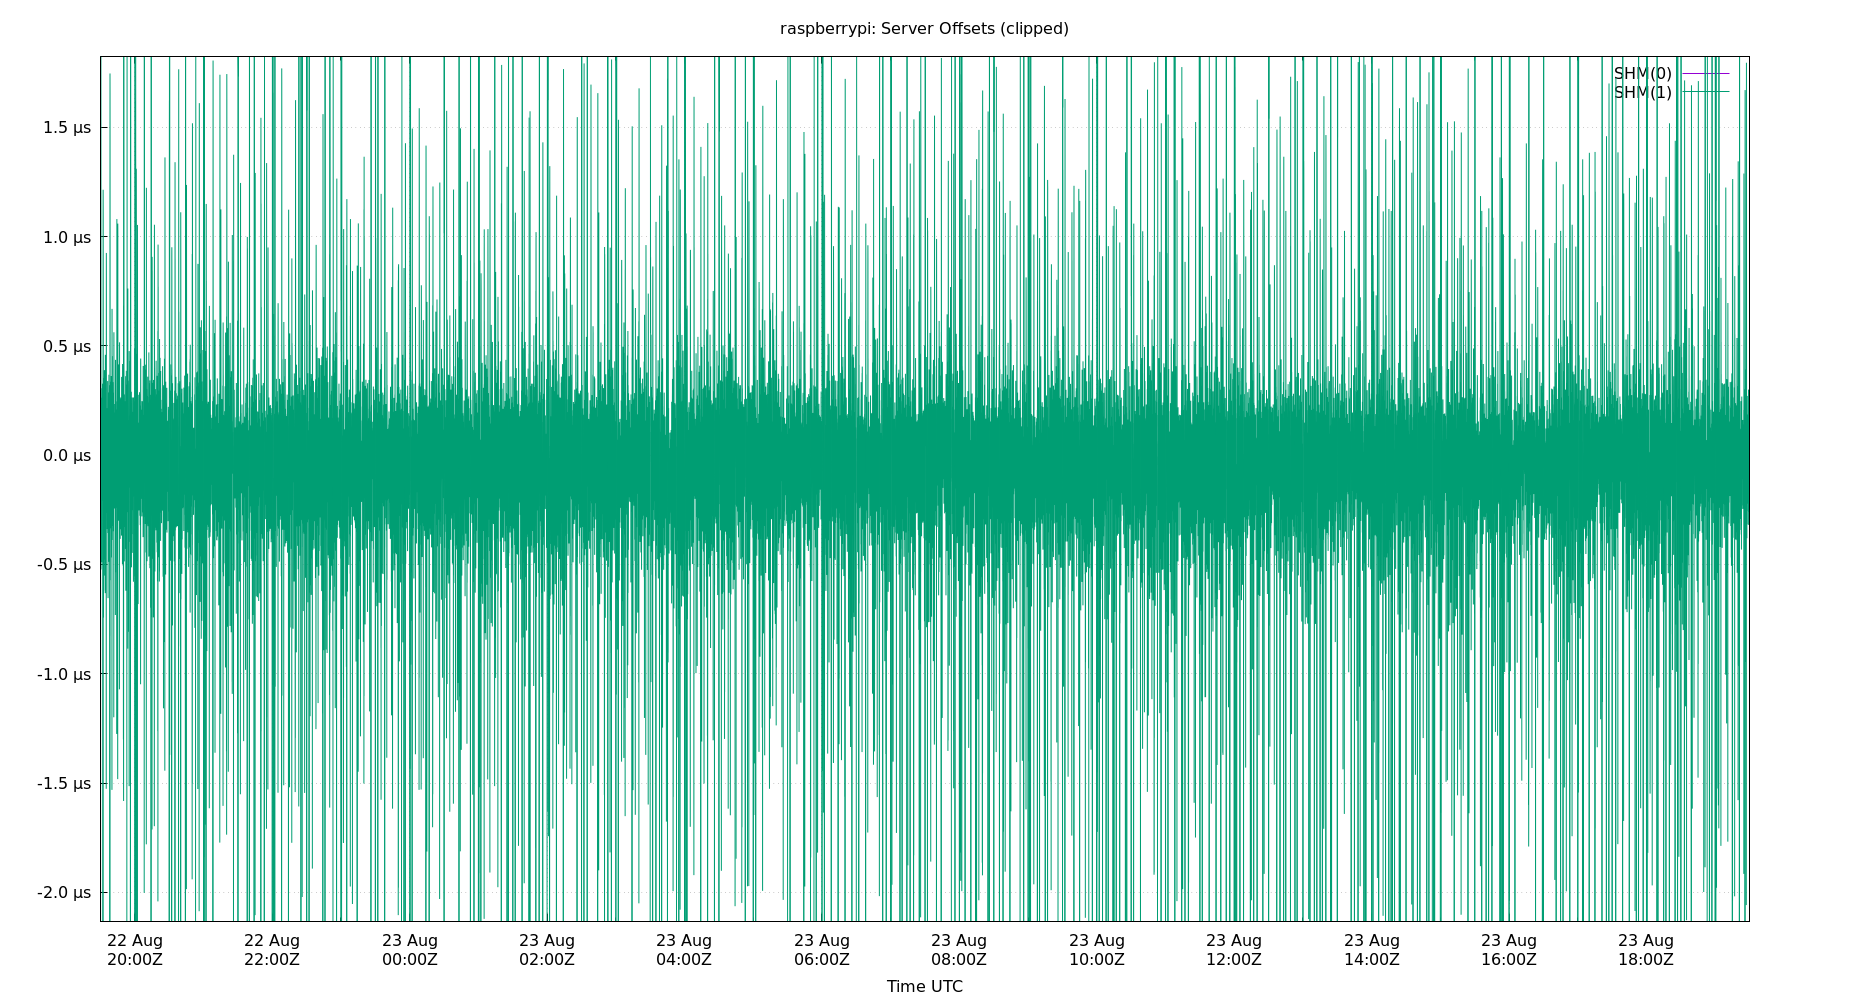 raspberrypi: Server Offsets (clipped)
SHM(0)
SHM(1)
1.5 µs
1.0 µs
0.5 µs
0.0 µs
-0.5 µs
-1.0 µs
-1.5 µs
-2.0 µs
22 Aug 22 Aug 23 Aug 23 Aug 23 Aug 23 Aug 23 Aug 23 Aug 23 Aug 23 Aug 23 Aug 23 Aug
20:00Z 22:00Z 00:00Z 02:00Z 04:00Z 06:00Z 08:00Z 10:00Z 12:00Z 14:00Z 16:00Z 18:00Z
Time UTC